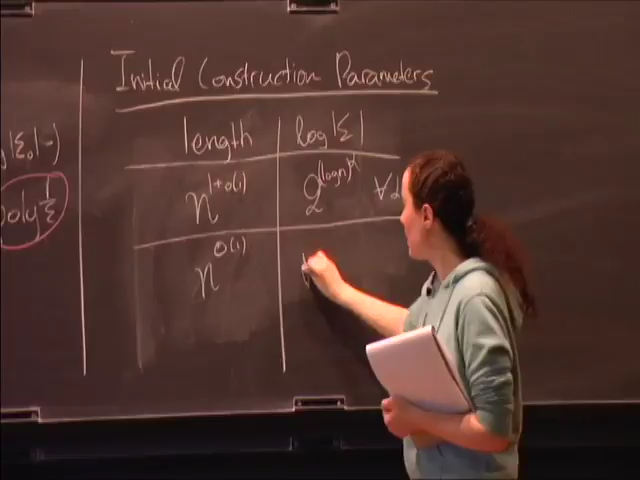 Initial Construction Parameters
length log|Σ|
g|Σ₀|-)
n^{1+o(1)} 2^{(log n)^α} ∀α
poly 1/ε
n^{O(1)}